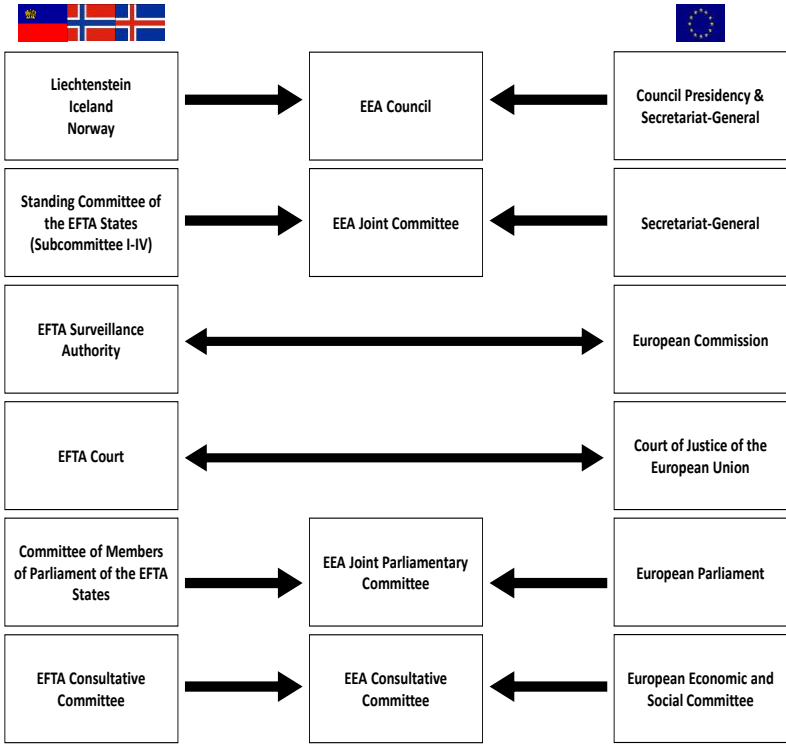 Liechtenstein
Iceland
Norway
EEA Council
Council Presidency &
Secretariat-General
Standing Committee of
the EFTA States
(Subcommittee I-IV)
EEA Joint Committee
Secretariat-General
EFTA Surveillance
Authority
European Commission
EFTA Court
Court of Justice of the
European Union
Committee of Members
of Parliament of the EFTA
States
EEA Joint Parliamentary
Committee
European Parliament
EFTA Consultative
Committee
EEA Consultative
Committee
European Economic and
Social Committee